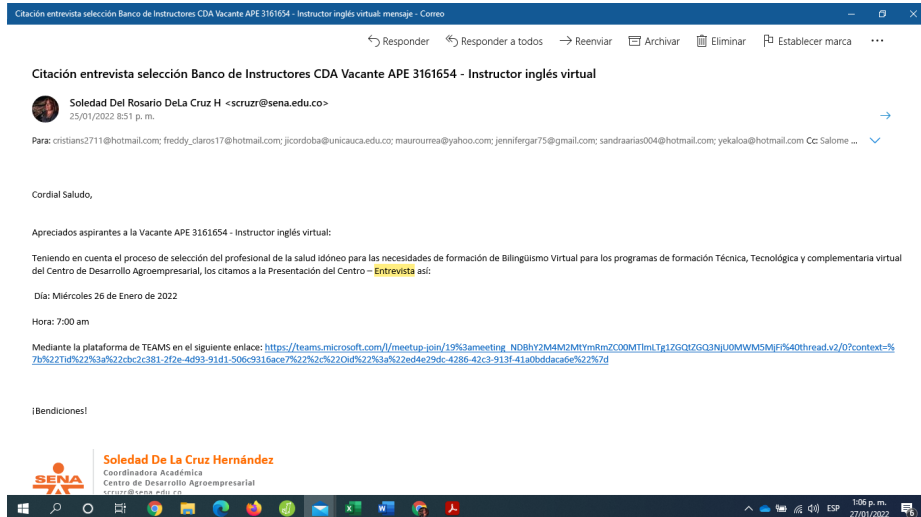 Citación entrevista selección Banco de Instructores CDA Vacante APE 3161654 - Instructor inglés virtual: mensaje - Correo
Responder Responder a todos Reenviar Archivar Eliminar Establecer marca ...
Citación entrevista selección Banco de Instructores CDA Vacante APE 3161654 - Instructor inglés virtual
Soledad Del Rosario DeLa Cruz H <scruzr@sena.edu.co>
25/01/2022 8:51 p. m.
Para: cristians2711@hotmail.com; freddy_claros17@hotmail.com; jicordoba@unicauca.edu.co; maurourrea@yahoo.com; jennifergar75@gmail.com; sandraarias004@hotmail.com; yekaloa@hotmail.com Cc: Salome ...
Cordial Saludo,
Apreciados aspirantes a la Vacante APE 3161654 - Instructor inglés virtual:
Teniendo en cuenta el proceso de selección del profesional de la salud idóneo para las necesidades de formación de Bilingüismo Virtual para los programas de formación Técnica, Tecnológica y complementaria virtual
del Centro de Desarrollo Agroempresarial, los citamos a la Presentación del Centro – Entrevista así:
Día: Miércoles 26 de Enero de 2022
Hora: 7:00 am
Mediante la plataforma de TEAMS en el siguiente enlace: https://teams.microsoft.com/l/meetup-join/19%3ameeting_NDBhY2M4M2MtYmRmZC00MTlmLTg1ZGQtZGQ3NjU0MWM5MjFi%40thread.v2/0?context=%
7b%22Tid%22%3a%22cbc2c381-2f2e-4d93-91d1-506c9316ace7%22%2c%22Oid%22%3a%22ed4e29dc-4286-42c3-913f-41a0bddaca6e%22%7d
¡Bendiciones!
Soledad De La Cruz Hernández
Coordinadora Académica
Centro de Desarrollo Agroempresarial
scruzr@sena.edu.co
SENA
ESP
1:06 p. m.
27/01/2022
6